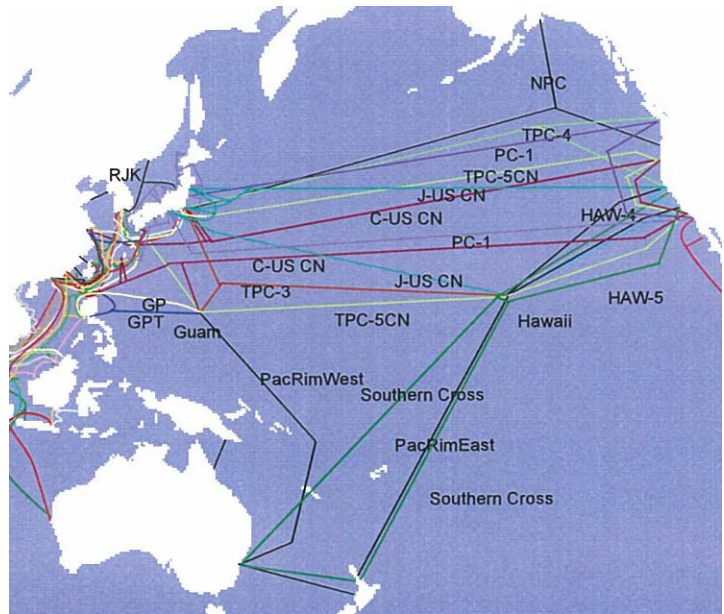 NPC
TPC-4
PC-1
RJK
TPC-5CN
J-US CN
C-US CN
HAW-4
PC-1
C-US CN
J-US CN
TPC-3
HAW-5
GP
GPT
Guam
TPC-5CN
Hawaii
PacRimWest
Southern Cross
PacRimEast
Southern Cross